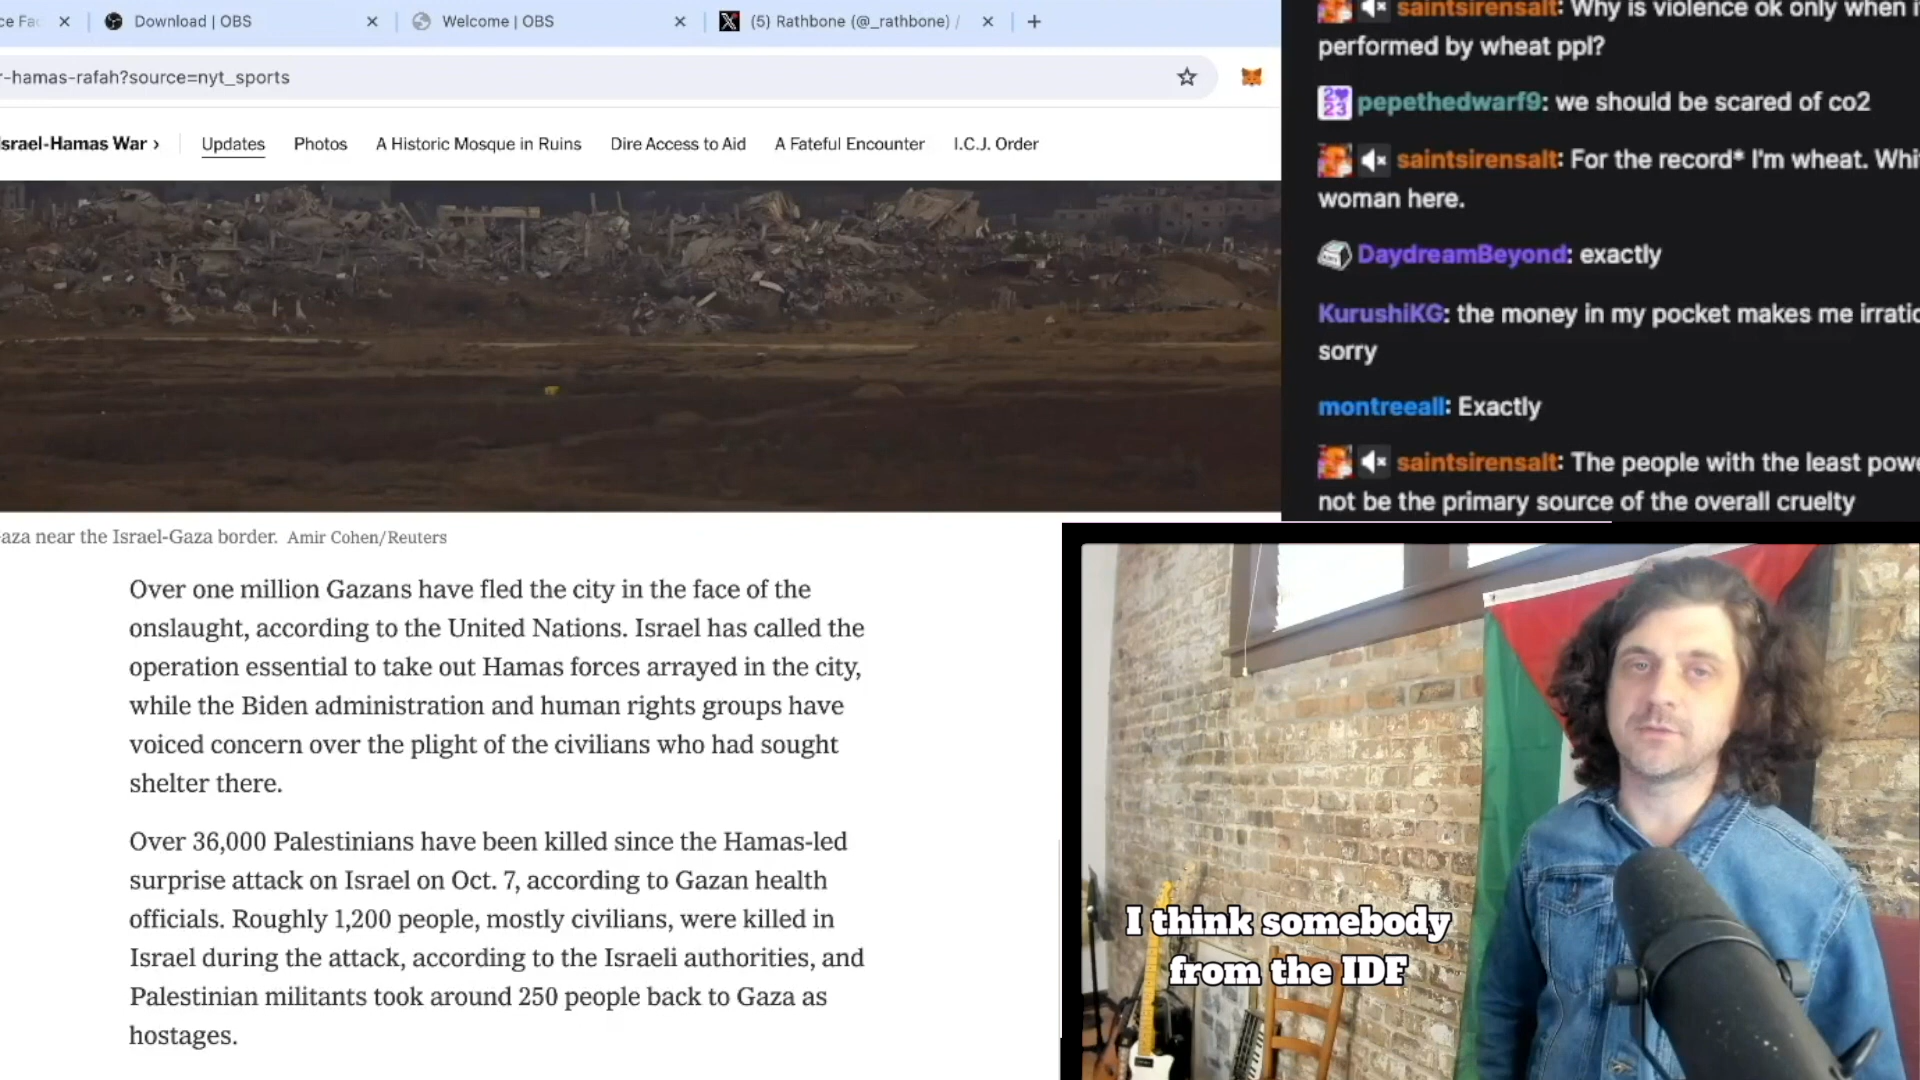 ce Fac
Download | OBS
Welcome | OBS
(5) Rathbone (@_rathbone) /
r-hamas-rafah?source=nyt_sports
Israel-Hamas War ›
Updates
Photos
A Historic Mosque in Ruins
Dire Access to Aid
A Fateful Encounter
I.C.J. Order
aza near the Israel-Gaza border. Amir Cohen/Reuters
Over one million Gazans have fled the city in the face of the
onslaught, according to the United Nations. Israel has called the
operation essential to take out Hamas forces arrayed in the city,
while the Biden administration and human rights groups have
voiced concern over the plight of the civilians who had sought
shelter there.
Over 36,000 Palestinians have been killed since the Hamas-led
surprise attack on Israel on Oct. 7, according to Gazan health
officials. Roughly 1,200 people, mostly civilians, were killed in
Israel during the attack, according to the Israeli authorities, and
Palestinian militants took around 250 people back to Gaza as
hostages.
saintsirensalt: Why is violence ok only when i
performed by wheat ppl?
pepethedwarf9: we should be scared of co2
saintsirensalt: For the record* I'm wheat. Whi
woman here.
DaydreamBeyond: exactly
KurushiKG: the money in my pocket makes me irratio
sorry
montreeall: Exactly
saintsirensalt: The people with the least powe
not be the primary source of the overall cruelty
I think somebody
from the IDF